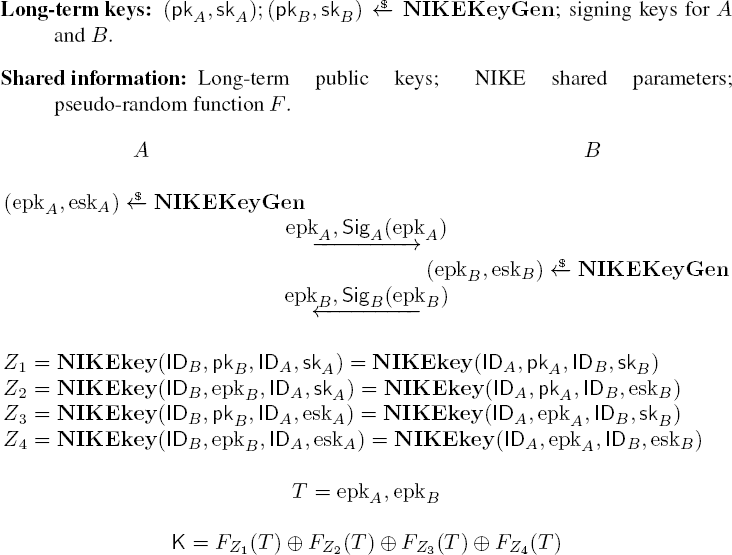 Long-term keys: (pk_A, sk_A); (pk_B, sk_B) ←$ NIKEKeyGen; signing keys for A
and B.
Shared information: Long-term public keys; NIKE shared parameters;
pseudo-random function F.
A B
(epk_A, esk_A) ←$ NIKEKeyGen
epk_A, Sig_A(epk_A)
(epk_B, esk_B) ←$ NIKEKeyGen
epk_B, Sig_B(epk_B)
Z_1 = NIKEkey(ID_B, pk_B, ID_A, sk_A) = NIKEkey(ID_A, pk_A, ID_B, sk_B)
Z_2 = NIKEkey(ID_B, epk_B, ID_A, sk_A) = NIKEkey(ID_A, pk_A, ID_B, esk_B)
Z_3 = NIKEkey(ID_B, pk_B, ID_A, esk_A) = NIKEkey(ID_A, epk_A, ID_B, sk_B)
Z_4 = NIKEkey(ID_B, epk_B, ID_A, esk_A) = NIKEkey(ID_A, epk_A, ID_B, esk_B)
T = epk_A, epk_B
K = F_{Z_1}(T) ⊕ F_{Z_2}(T) ⊕ F_{Z_3}(T) ⊕ F_{Z_4}(T)